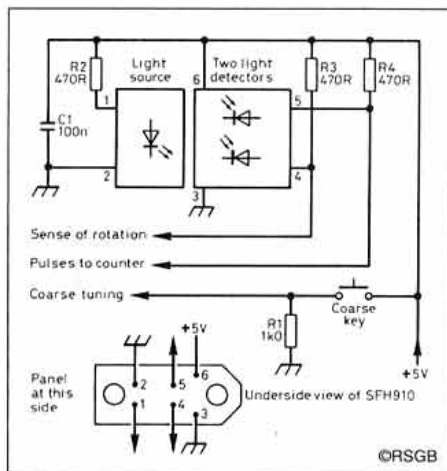 R2
470R
Light
source
Two light
detectors
R3
470R
R4
470R
C1
100n
1
2
6
5
4
3
Sense of rotation
Pulses to counter
Coarse tuning
R1
1k0
Coarse
key
+5V
+5V
Panel
at this
side
2
5
6
1
4
3
Underside view of SFH910
©RSGB